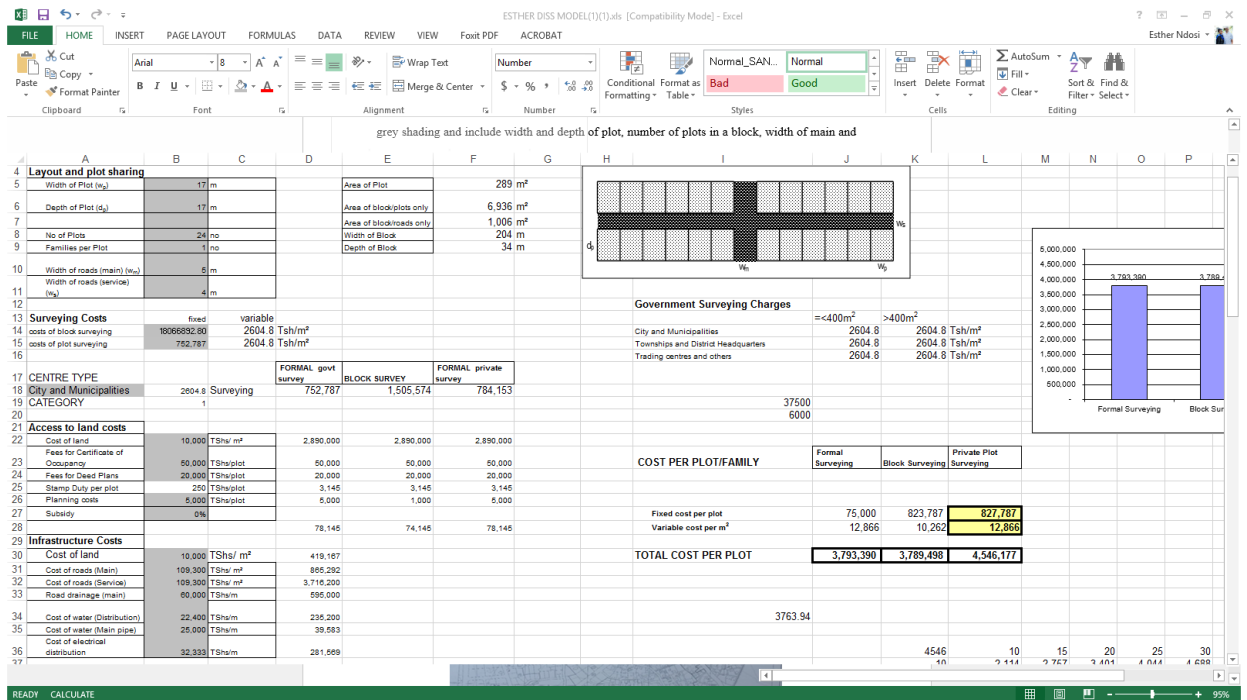 ESTHER DISS MODEL(1)(1).xls [Compatibility Mode] - Excel
FILE HOME INSERT PAGE LAYOUT FORMULAS DATA REVIEW VIEW Foxit PDF ACROBAT Esther Ndosi
Cut Arial 8 Wrap Text Number Normal_SAN... Normal AutoSum
Copy Fill
Paste Format Painter Merge & Center Conditional Formatting Format as Table Bad Good Insert Delete Format Clear Sort & Filter Find & Select
Clipboard Font Alignment Number Styles Cells Editing
grey shading and include width and depth of plot, number of plots in a block, width of main and
A B C D E F G H I J K L M N O P
4 Layout and plot sharing
5 Width of Plot (wp) 17 m Area of Plot 289 m²
6 Depth of Plot (dp) 17 m Area of block/plots only 6,936 m²
7 Area of block/roads only 1,006 m²
8 No of Plots 24 no Width of Block 204 m
9 Families per Plot 1 no Depth of Block 34 m
ws
dp
wm wp
10 Width of roads (main) (wm) 5 m
11 Width of roads (service) (ws) 4 m
12 Government Surveying Charges
13 Surveying Costs fixed variable =<400m² >400m²
14 costs of block surveying 18066892.80 2604.8 Tsh/m² City and Municipalities 2604.8 2604.8 Tsh/m²
15 costs of plot surveying 752,787 2604.8 Tsh/m² Townships and District Headquarters 2604.8 2604.8 Tsh/m²
16 Trading centres and others 2604.8 2604.8 Tsh/m²
17 CENTRE TYPE FORMAL govt survey BLOCK SURVEY FORMAL private survey
18 City and Municipalities 2604.8 Surveying 752,787 1,505,574 784,153
19 CATEGORY 1 37500
20 6000
21 Access to land costs
22 Cost of land 10,000 TShs/ m² 2,890,000 2,890,000 2,890,000
23 Fees for Certificate of Occupancy 50,000 TShs/plot 50,000 50,000 50,000 COST PER PLOT/FAMILY Formal Surveying Block Surveying Private Plot Surveying
24 Fees for Deed Plans 20,000 TShs/plot 20,000 20,000 20,000
25 Stamp Duty per plot 250 TShs/plot 3,145 3,145 3,145
26 Planning costs 5,000 TShs/plot 5,000 1,000 5,000
27 Subsidy 0% Fixed cost per plot 75,000 823,787 827,787
28 78,145 74,145 78,145 Variable cost per m² 12,866 10,262 12,866
29 Infrastructure Costs
30 Cost of land 10,000 TShs/ m² 419,167 TOTAL COST PER PLOT 3,793,390 3,789,498 4,546,177
31 Cost of roads (Main) 109,300 TShs/ m² 865,292
32 Cost of roads (Service) 109,300 TShs/ m² 3,716,200
33 Road drainage (main) 60,000 TShs/m 595,000
34 Cost of water (Distribution) 22,400 TShs/m 235,200 3763.94
35 Cost of water (Main pipe) 25,000 TShs/m 39,583
36 Cost of electrical distribution 32,333 TShs/m 281,569 4546 10 15 20 25 30
37 10 2,114 2,757 3,401 4,044 4,688
5,000,000
4,500,000
4,000,000
3,500,000
3,000,000
2,500,000
2,000,000
1,500,000
1,000,000
500,000
-
3,793,390 3,789,4
Formal Surveying Block Sur
READY CALCULATE 95%